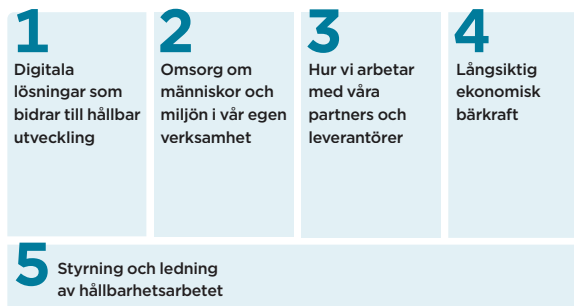 1
Digitala
lösningar som
bidrar till hållbar
utveckling
2
Omsorg om
människor och
miljön i vår egen
verksamhet
3
Hur vi arbetar
med våra
partners och
leverantörer
4
Långsiktig
ekonomisk
bärkraft
5
Styrning och ledning
av hållbarhetsarbetet